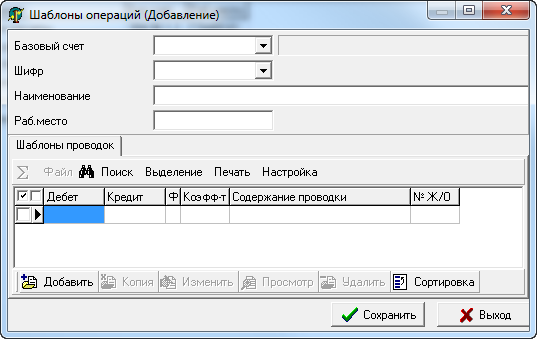 Шаблоны операций (Добавление)
Базовый счет
Шифр
Наименование
Раб.место
Шаблоны проводок
Σ Файл Поиск Выделение Печать Настройка
Дебет Кредит Ф Коэфф-т Содержание проводки № Ж/О
Добавить Копия Изменить Просмотр Удалить Сортировка
Сохранить Выход